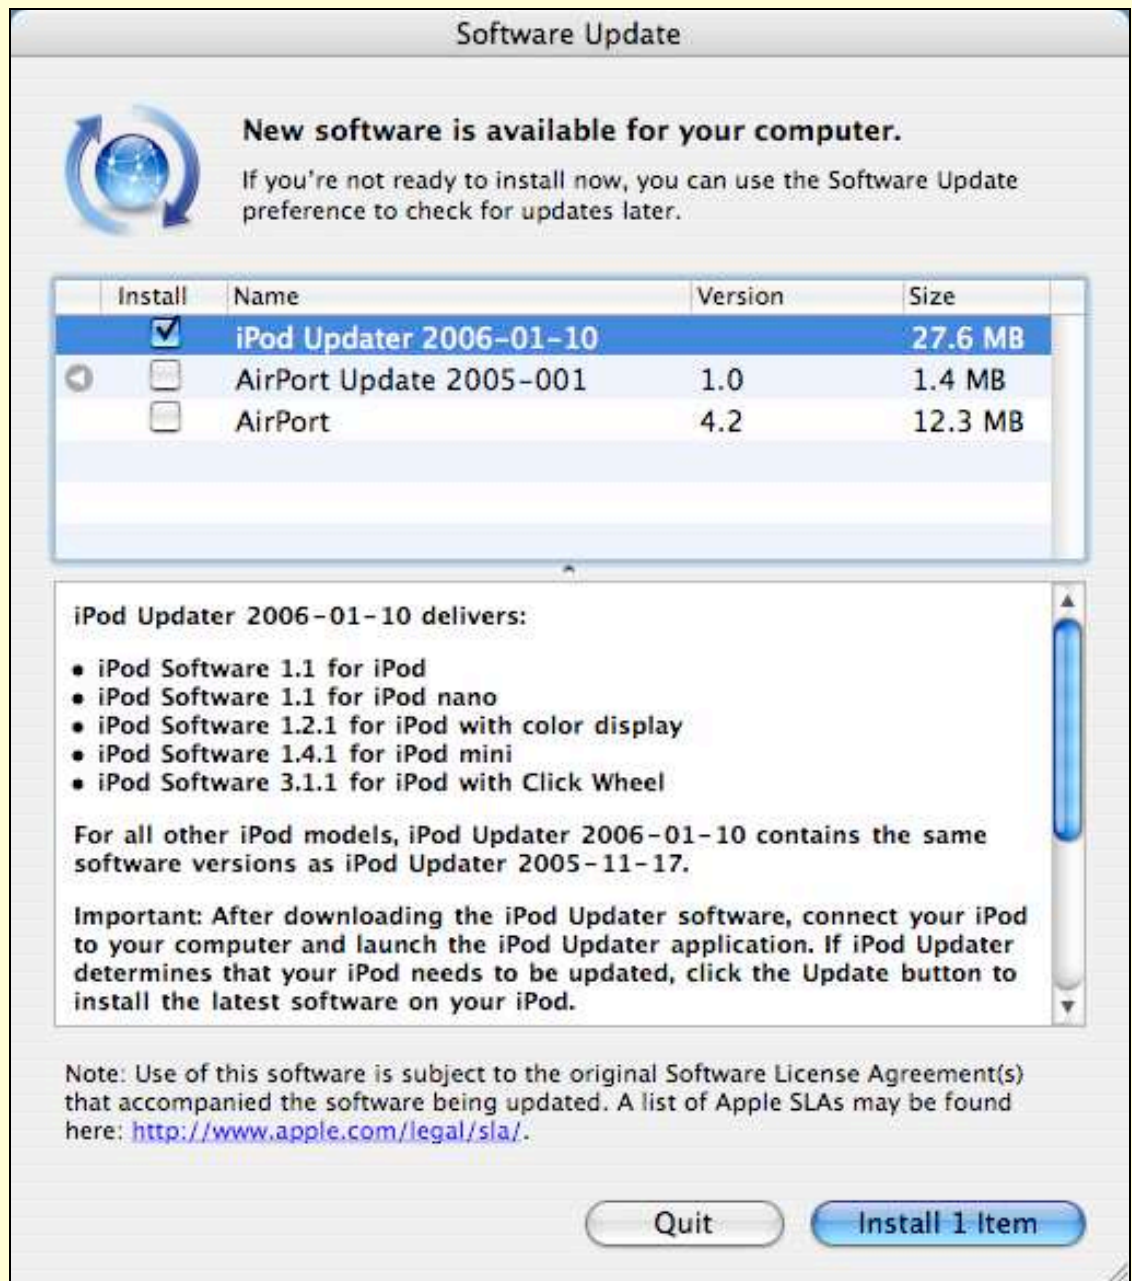 Software Update
New software is available for your computer.
If you're not ready to install now, you can use the Software Update
preference to check for updates later.
Install Name Version Size
iPod Updater 2006-01-10 27.6 MB
AirPort Update 2005-001 1.0 1.4 MB
AirPort 4.2 12.3 MB
iPod Updater 2006-01-10 delivers:
• iPod Software 1.1 for iPod
• iPod Software 1.1 for iPod nano
• iPod Software 1.2.1 for iPod with color display
• iPod Software 1.4.1 for iPod mini
• iPod Software 3.1.1 for iPod with Click Wheel
For all other iPod models, iPod Updater 2006-01-10 contains the same
software versions as iPod Updater 2005-11-17.
Important: After downloading the iPod Updater software, connect your iPod
to your computer and launch the iPod Updater application. If iPod Updater
determines that your iPod needs to be updated, click the Update button to
install the latest software on your iPod.
Note: Use of this software is subject to the original Software License Agreement(s)
that accompanied the software being updated. A list of Apple SLAs may be found
here: http://www.apple.com/legal/sla/.
Quit Install 1 Item